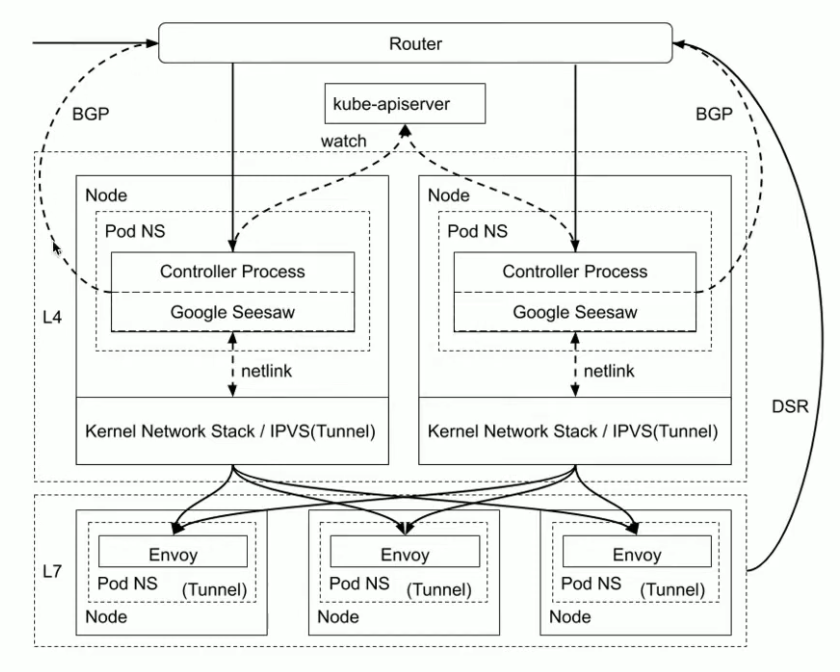 Router
BGP
kube-apiserver
BGP
watch
Node
Node
Pod NS
Pod NS
Controller Process
Controller Process
L4
Google Seesaw
Google Seesaw
netlink
netlink
DSR
Kernel Network Stack / IPVS(Tunnel)
Kernel Network Stack / IPVS(Tunnel)
L7
Envoy
Envoy
Envoy
Pod NS (Tunnel)
Pod NS (Tunnel)
Pod NS (Tunnel)
Node
Node
Node